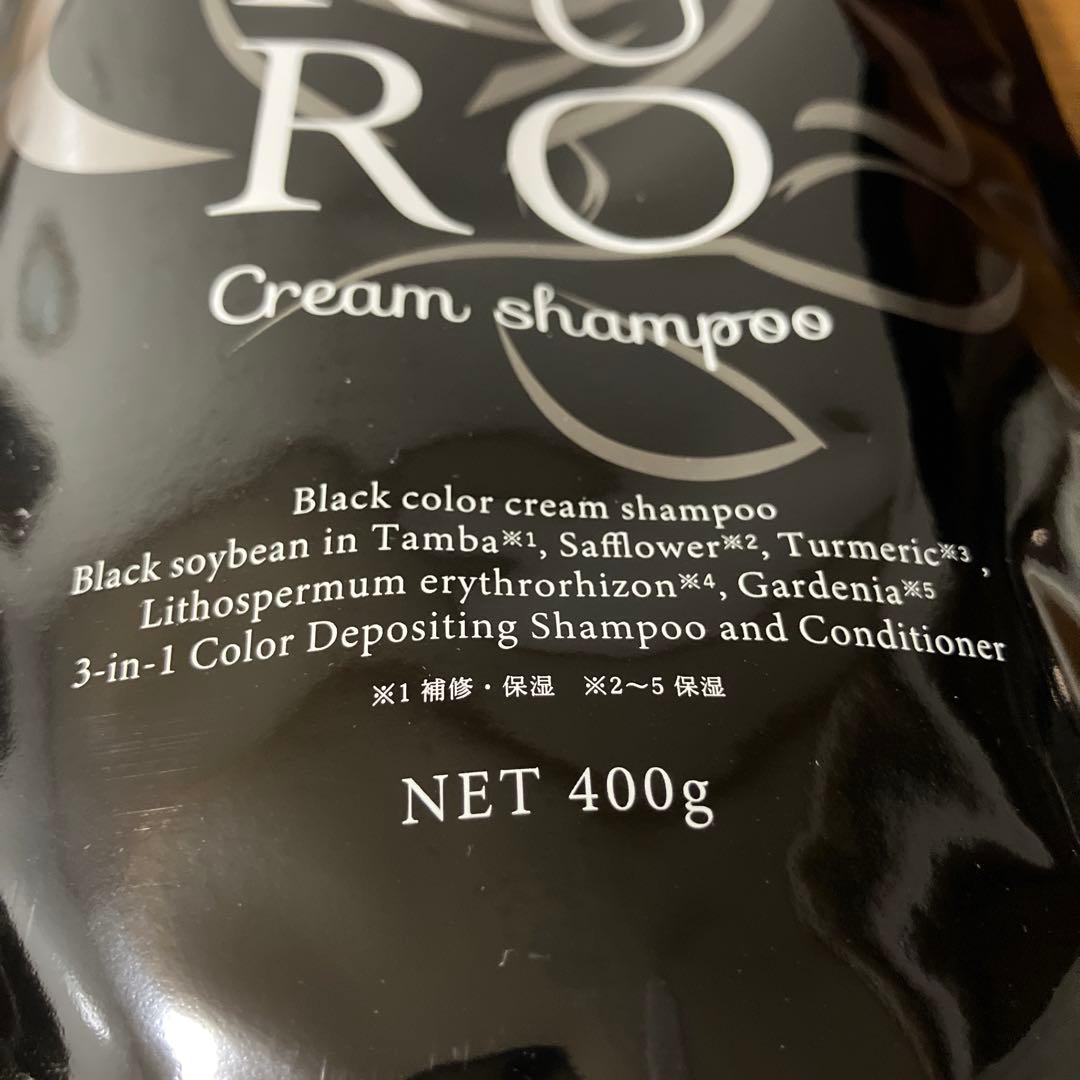 KU
RO
Cream shampoo
Black color cream shampoo
Black soybean in Tamba※1, Safflower※2, Turmeric※3,
Lithospermum erythrorhizon※4, Gardenia※5
3-in-1 Color Depositing Shampoo and Conditioner
※1 補修・保湿 ※2〜5 保湿
NET 400g